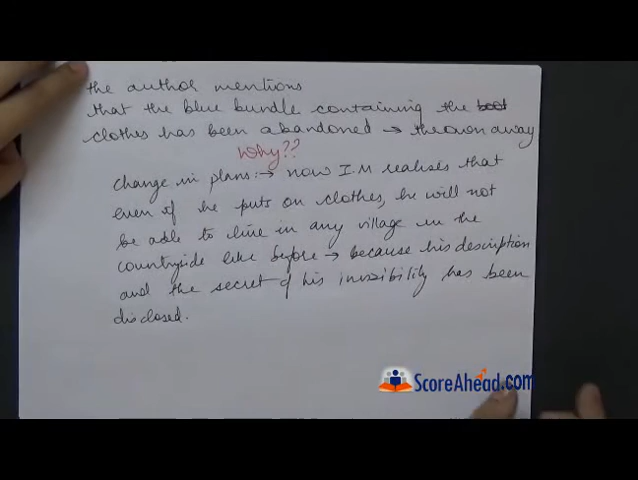 the author mentions
that the blue bundle containing the
clothes has been abandoned → thrown away
Why??
Change in plans:→ now I.M realises that
even if he puts on clothes, he will not
be able to live in any village in the
countryside like before → because his description
and the secret of his invisibility has been
disclosed.
ScoreAhead.com